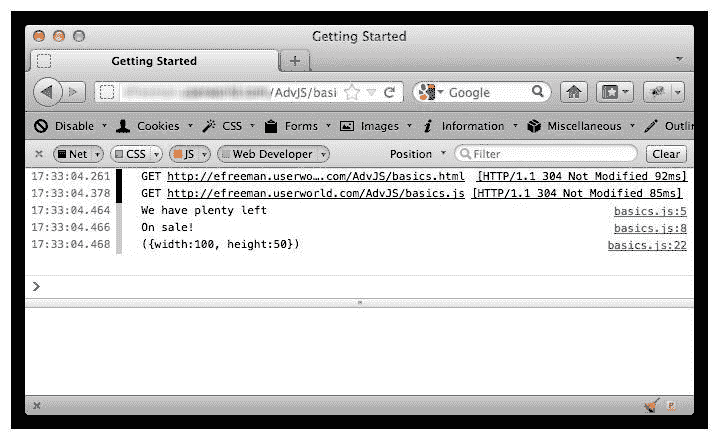 Getting Started
Getting Started
/AdvJS/basi Google
Disable Cookies CSS Forms Images Information Miscellaneous Outlin
Net CSS JS Web Developer Position Filter Clear
17:33:04.261 GET http://efreeman.userwo….com/AdvJS/basics.html [HTTP/1.1 304 Not Modified 92ms]
17:33:04.378 GET http://efreeman.userworld.com/AdvJS/basics.js [HTTP/1.1 304 Not Modified 85ms]
17:33:04.464 We have plenty left basics.js:5
17:33:04.466 On sale! basics.js:8
17:33:04.468 ({width:100, height:50}) basics.js:22
>